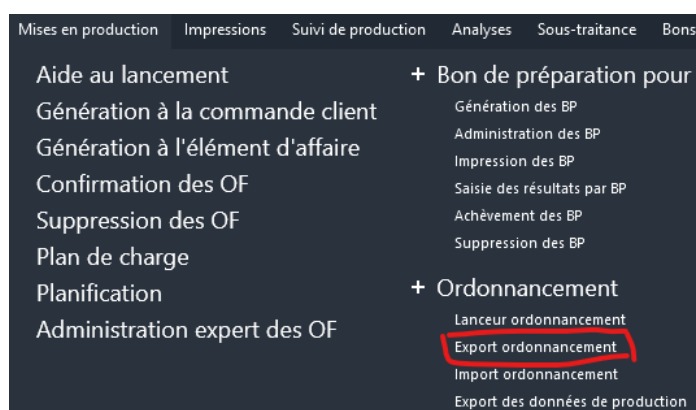 Mises en production Impressions Suivi de production Analyses Sous-traitance Bons
Aide au lancement
Génération à la commande client
Génération à l'élément d'affaire
Confirmation des OF
Suppression des OF
Plan de charge
Planification
Administration expert des OF
+ Bon de préparation pour
Génération des BP
Administration des BP
Impression des BP
Saisie des résultats par BP
Achèvement des BP
Suppression des BP
+ Ordonnancement
Lanceur ordonnancement
Export ordonnancement
Import ordonnancement
Export des données de production